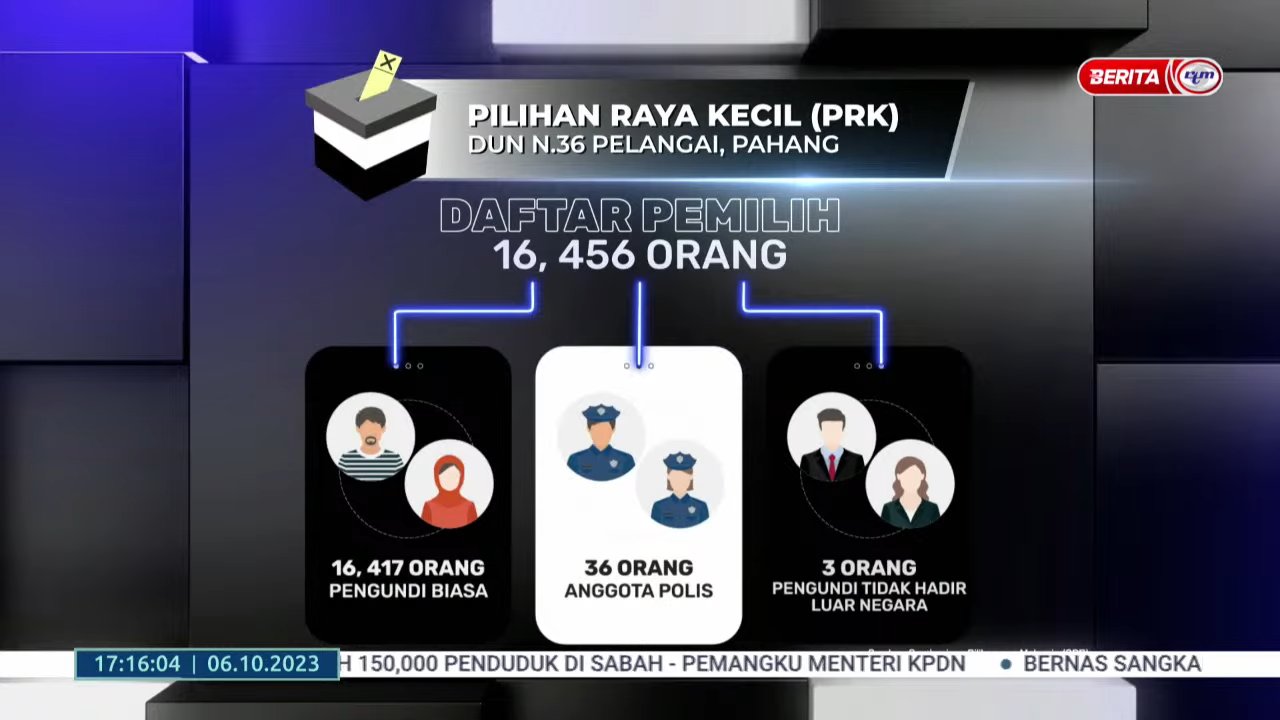 BERITA rtm
PILIHAN RAYA KECIL (PRK)
DUN N.36 PELANGAI, PAHANG
DAFTAR PEMILIH
16, 456 ORANG
16, 417 ORANG
PENGUNDI BIASA
36 ORANG
ANGGOTA POLIS
3 ORANG
PENGUNDI TIDAK HADIR
LUAR NEGARA
17:16:04 | 06.10.2023 H 150,000 PENDUDUK DI SABAH - PEMANGKU MENTERI KPDN • BERNAS SANGKA